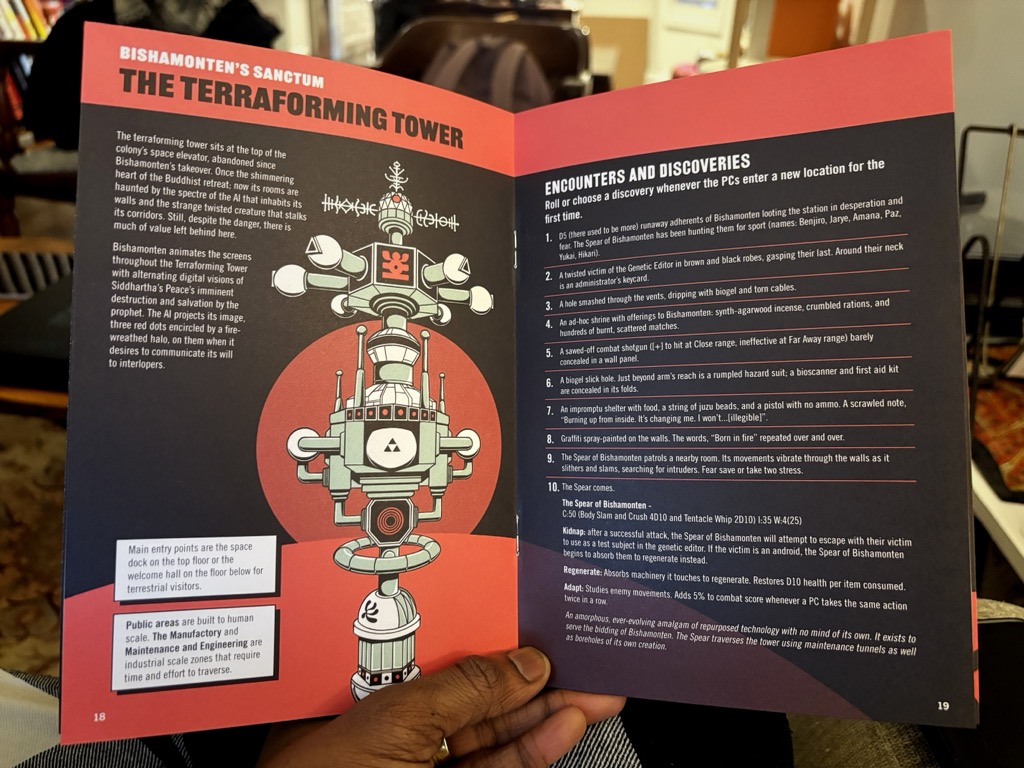 BISHAMONTEN'S SANCTUM
THE TERRAFORMING TOWER
The terraforming tower sits at the top of the
colony's space elevator, abandoned since
Bishamonten's takeover. Once the shimmering
heart of the Buddhist retreat; now its rooms are
haunted by the spectre of the AI that inhabits its
walls and the strange twisted creature that stalks
its corridors. Still, despite the danger, there is
much of value left behind here.
Bishamonten animates the screens
throughout the Terraforming Tower
with alternating digital visions of
Siddhartha's Peace's imminent
destruction and salvation by the
prophet. The AI projects its image,
three red dots encircled by a fire-
wreathed halo, on them when it
desires to communicate its will
to interlopers.
Main entry points are the space
dock on the top floor or the
welcome hall on the floor below for
terrestrial visitors.
Public areas are built to human
scale. The Manufactory and
Maintenance and Engineering are
industrial scale zones that require
time and effort to traverse.
18
ENCOUNTERS AND DISCOVERIES
Roll or choose a discovery whenever the PCs enter a new location for the
first time.
1. D5 (there used to be more) runaway adherents of Bishamonten looting the station in desperation and
fear. The Spear of Bishamonten has been hunting them for sport (names: Benjiro, Jarye, Amana, Paz,
Yukai, Hikari).
2. A twisted victim of the Genetic Editor in brown and black robes, gasping their last. Around their neck
is an administrator's keycard.
3. A hole smashed through the vents, dripping with biogel and torn cables.
4. An ad-hoc shrine with offerings to Bishamonten: synth-agarwood incense, crumbled rations, and
hundreds of burnt, scattered matches.
5. A sawed-off combat shotgun ([+] to hit at Close range, ineffective at Far Away range) barely
concealed in a wall panel.
6. A biogel slick hole. Just beyond arm's reach is a rumpled hazard suit; a bioscanner and first aid kit
are concealed in its folds.
7. An impromptu shelter with food, a string of juzu beads, and a pistol with no ammo. A scrawled note,
"Burning up from inside. It's changing me. I won't...[illegible]".
8. Graffiti spray-painted on the walls. The words, "Born in fire" repeated over and over.
9. The Spear of Bishamonten patrols a nearby room. Its movements vibrate through the walls as it
slithers and slams, searching for intruders. Fear save or take two stress.
10. The Spear comes.
The Spear of Bishamonten -
C:50 (Body Slam and Crush 4D10 and Tentacle Whip 2D10) I:35 W:4(25)
Kidnap: after a successful attack, the Spear of Bishamonten will attempt to escape with their victim
to use as a test subject in the genetic editor. If the victim is an android, the Spear of Bishamonten
begins to absorb them to regenerate instead.
Regenerate: Absorbs machinery it touches to regenerate. Restores D10 health per item consumed.
Adapt: Studies enemy movements. Adds 5% to combat score whenever a PC takes the same action
twice in a row.
An amorphous, ever-evolving amalgam of repurposed technology with no mind of its own. It exists to
serve the bidding of Bishamonten. The Spear traverses the tower using maintenance tunnels as well
as boreholes of its own creation.
19